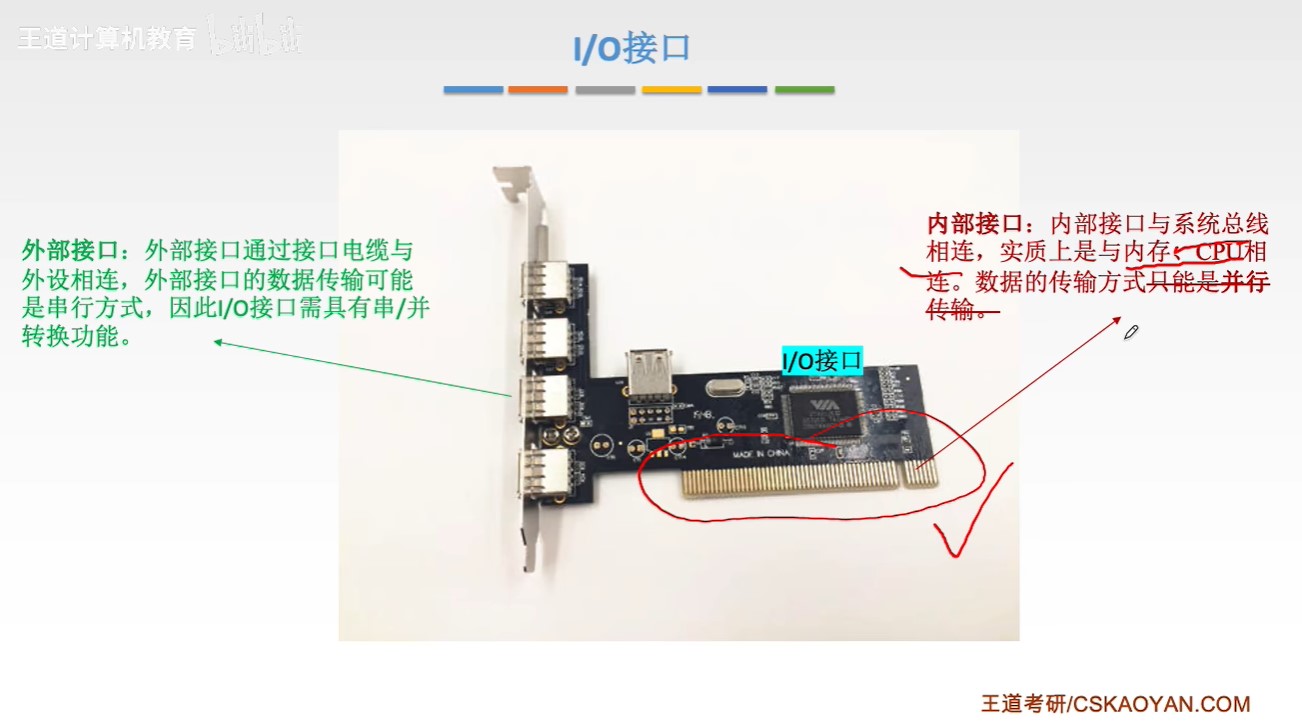 王道计算机教育 bilibili
I/O接口
内部接口：内部接口与系统总线
相连，实质上是与内存、CPU相
连。数据的传输方式只能是并行
传输。
外部接口：外部接口通过接口电缆与
外设相连，外部接口的数据传输可能
是串行方式，因此I/O接口需具有串/并
转换功能。
I/O接口
VIA
MADE IN CHINA
王道考研/CSKAOYAN.COM